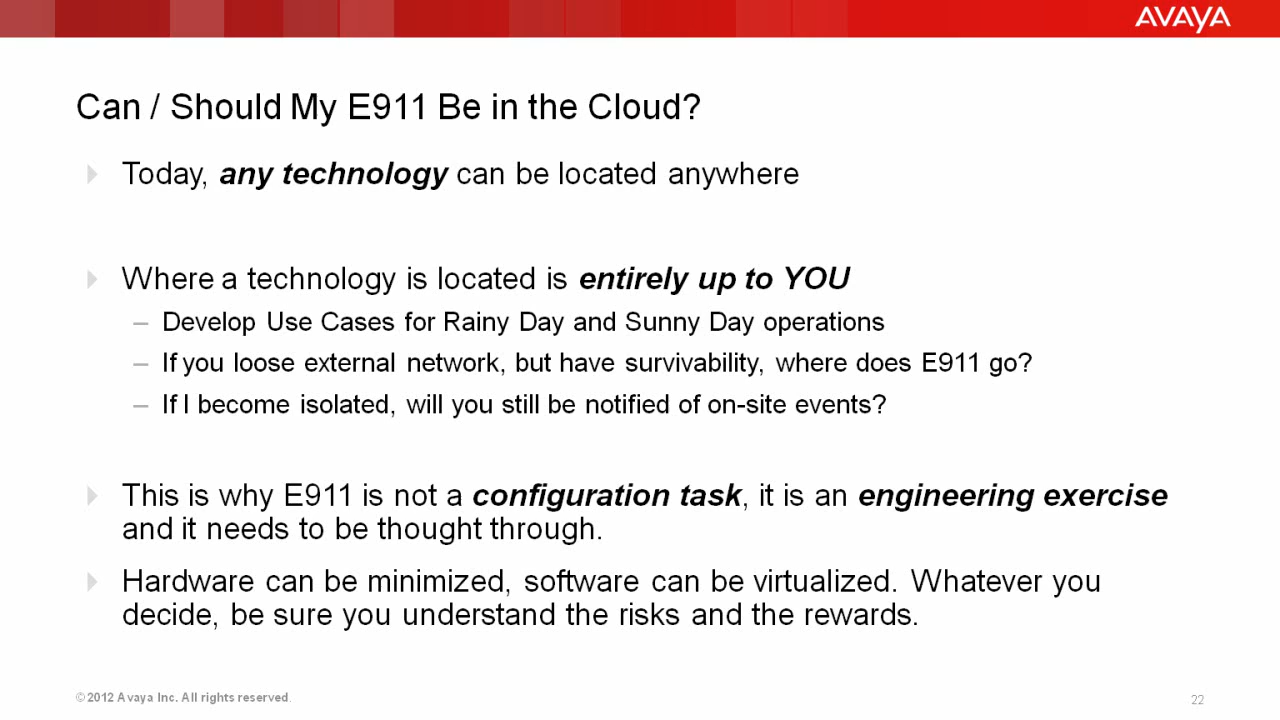 AVAYA
Can / Should My E911 Be in the Cloud?
Today, any technology can be located anywhere
Where a technology is located is entirely up to YOU
– Develop Use Cases for Rainy Day and Sunny Day operations
– If you loose external network, but have survivability, where does E911 go?
– If I become isolated, will you still be notified of on-site events?
This is why E911 is not a configuration task, it is an engineering exercise
and it needs to be thought through.
Hardware can be minimized, software can be virtualized. Whatever you
decide, be sure you understand the risks and the rewards.
© 2012 Avaya Inc. All rights reserved.
22